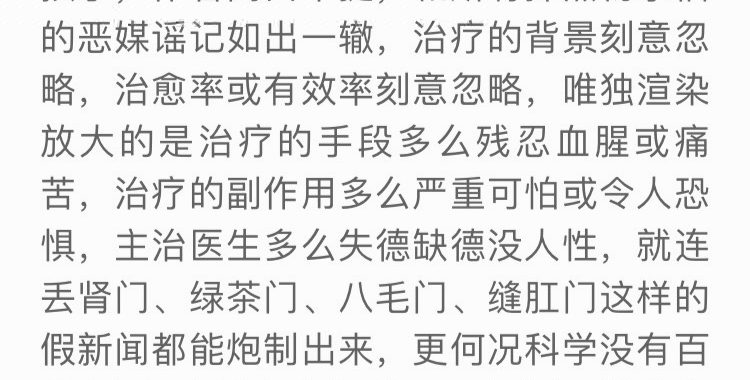 的恶媒谣记如出一辙，治疗的背景刻意忽
略，治愈率或有效率刻意忽略，唯独渲染
放大的是治疗的手段多么残忍血腥或痛
苦，治疗的副作用多么严重可怕或令人恐
惧，主治医生多么失德缺德没人性，就连
丢肾门、绿茶门、八毛门、缝肛门这样的
假新闻都能炮制出来，更何况科学没有百